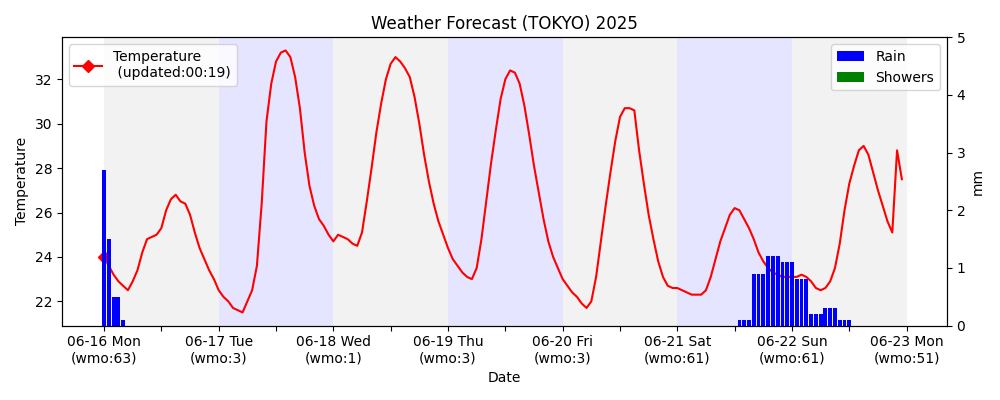 Weather Forecast (TOKYO) 2025
Temperature
(updated:00:19)
Rain
Showers
Temperature
32
30
28
26
24
22
5
4
3
2
1
0
mm
06-16 Mon
(wmo:63)
06-17 Tue
(wmo:3)
06-18 Wed
(wmo:1)
06-19 Thu
(wmo:3)
06-20 Fri
(wmo:3)
06-21 Sat
(wmo:61)
06-22 Sun
(wmo:61)
06-23 Mon
(wmo:51)
Date